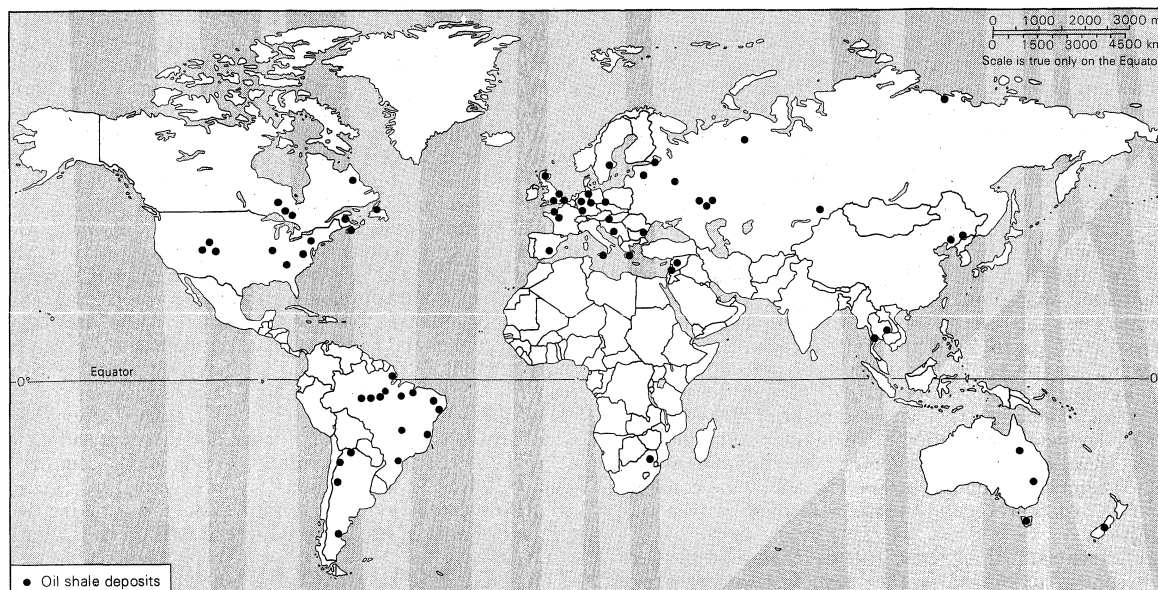 0 1000 2000 3000 m
0 1500 3000 4500 km
Scale is true only on the Equato
Equator
0°
0
Oil shale deposits